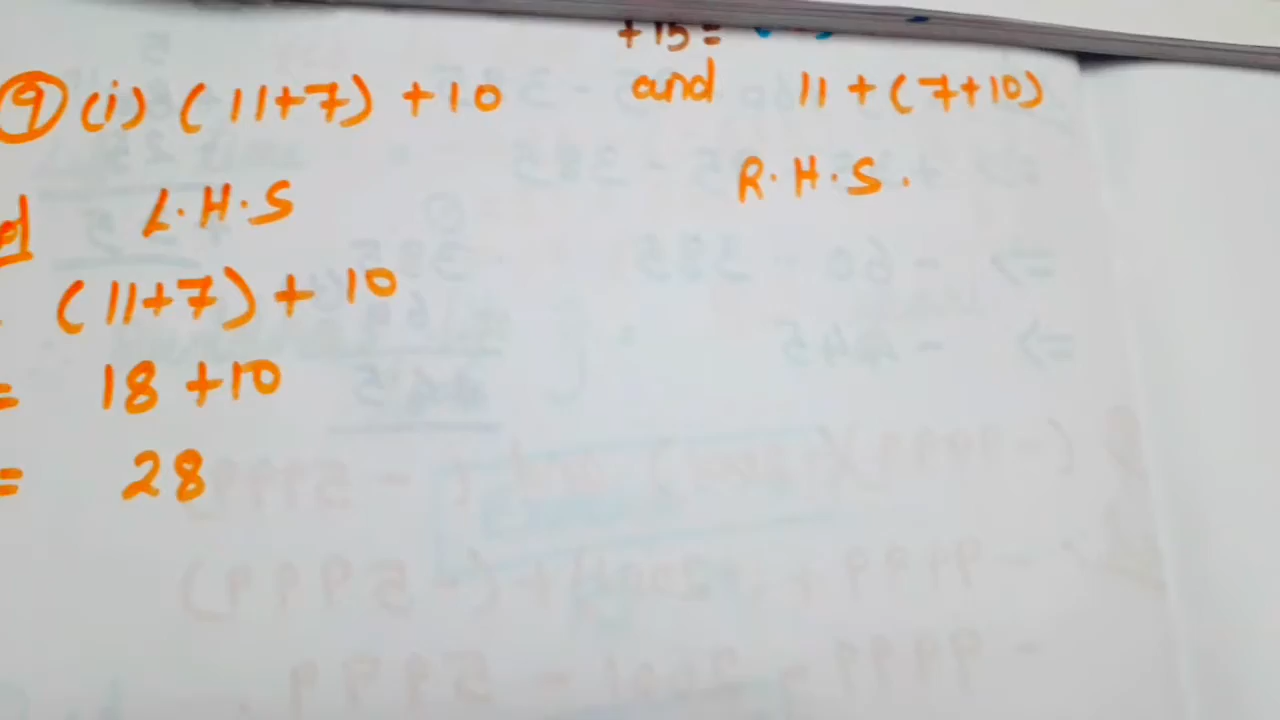 +15=
9 (i) (11+7) +10 and 11 + (7+10)
L.H.S R.H.S.
(11+7) + 10
= 18 +10
= 28